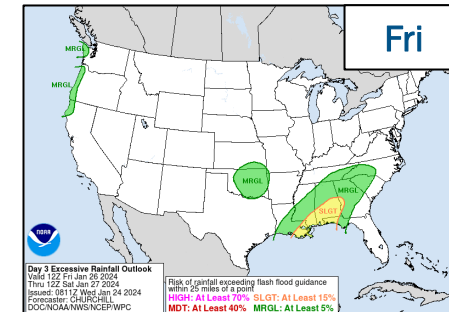 Fri
MRGL
MRGL
MRGL
MRGL
SLGT
NOAA
Day 3 Excessive Rainfall Outlook
Valid 12Z Fri Jan 26 2024
Thru 12Z Sat Jan 27 2024
Issued: 0811Z Wed Jan 24 2024
Forecaster: CHURCHILL
DOC/NOAA/NWS/NCEP/WPC
Risk of rainfall exceeding flash flood guidance
within 25 miles of a point
HIGH: At Least 70% SLGT: At Least 15%
MDT: At Least 40% MRGL: At Least 5%